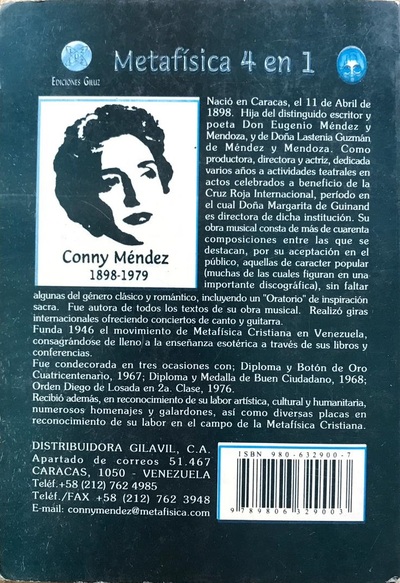 EDICIONES GILUZ
Metafísica 4 en 1
Nació en Caracas, el 11 de Abril de
1898. Hija del distinguido escritor y
poeta Don Eugenio Méndez y
Mendoza, y de Doña Lastenia Guzmán
de Méndez y Mendoza. Como
productora, directora y actriz, dedicada
varios años a actividades teatrales en
actos celebrados a beneficio de la
Cruz Roja Internacional, período en
el cual Doña Margarita de Guinand
es directora de dicha institución. Su
obra musical consta de más de cuarenta
composiciones entre las que se
destacan, por su aceptación en el
público, aquellas de caracter popular
(muchas de las cuales figuran en una
importante discográfica), sin faltar
algunas del género clásico y romántico, incluyendo un "Oratorio" de inspiración
sacra. Fue autora de todos los textos de su obra musical. Realizó giras
internacionales ofreciendo conciertos de canto y guitarra.
Funda 1946 el movimiento de Metafísica Cristiana en Venezuela,
consagrándose de lleno a la enseñanza esotérica a través de sus libros y
conferencias.
Fue condecorada en tres ocasiones con; Diploma y Botón de Oro
Cuatricentenario, 1967; Diploma y Medalla de Buen Ciudadano, 1968;
Orden Diego de Losada en 2a. Clase, 1976.
Recibió además, en reconocimiento de su labor artística, cultural y humanitaria,
numerosos homenajes y galardones, así como diversas placas en
reconocimiento de su labor en el campo de la Metafísica Cristiana.
Conny Méndez
1898-1979
DISTRIBUIDORA GILAVIL, C.A.
Apartado de correos 51.467
CARACAS, 1050 - VENEZUELA
Teléf.+58 (212) 762 4985
Telef./FAX +58 (212) 762 3948
E-mail: connymendez@metafisica.com
ISBN 980-632900-7
9 789806 329003